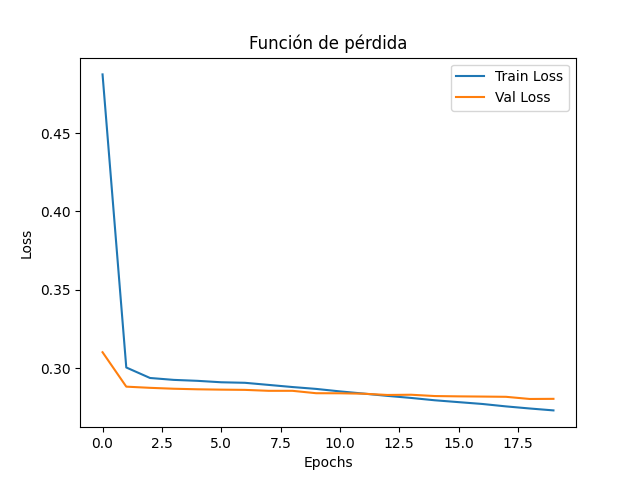 Función de pérdida
Train Loss
Val Loss
Loss
0.45
0.40
0.35
0.30
0.0 2.5 5.0 7.5 10.0 12.5 15.0 17.5
Epochs